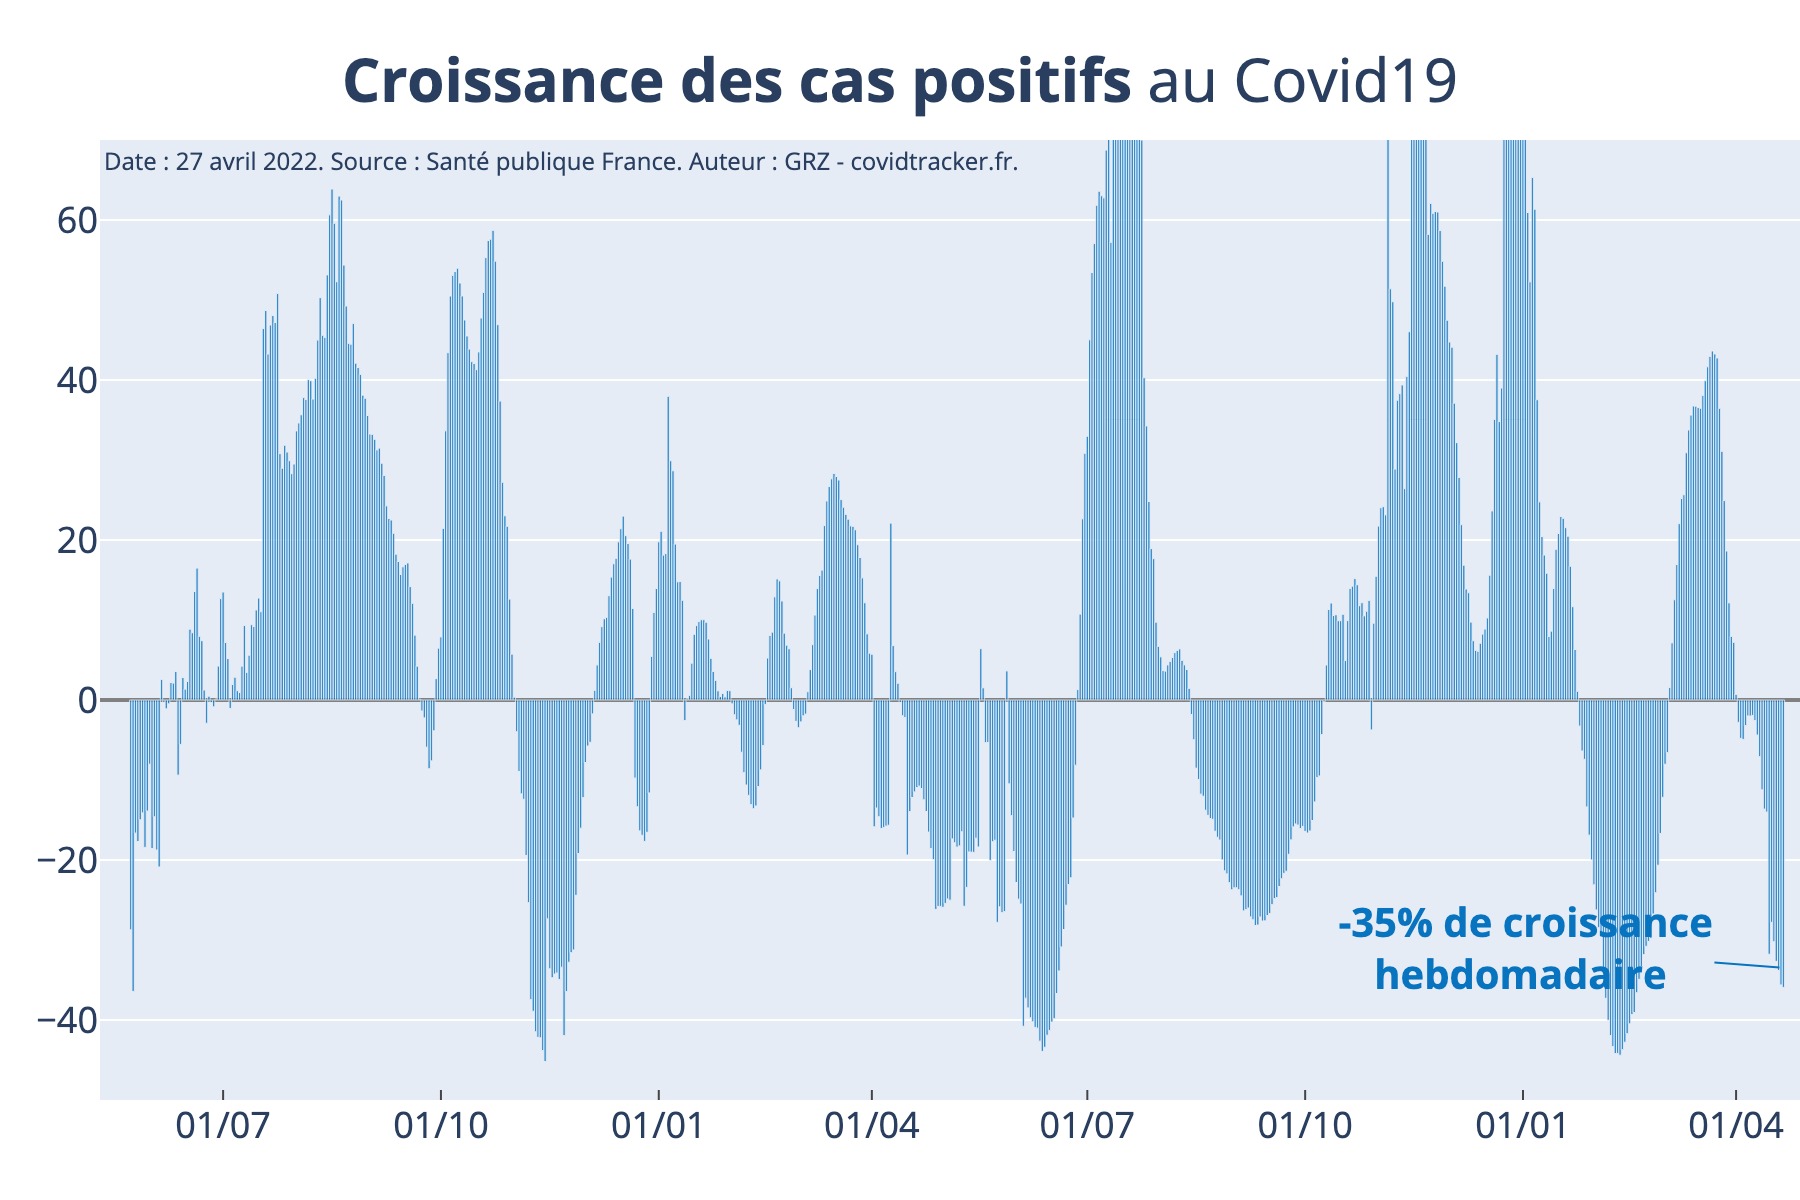 Croissance des cas positifs au Covid19
Date : 27 avril 2022. Source : Santé publique France. Auteur : GRZ - covidtracker.fr.
60
40
20
0
−20
−40
-35% de croissance
hebdomadaire
01/07 01/10 01/01 01/04 01/07 01/10 01/01 01/04